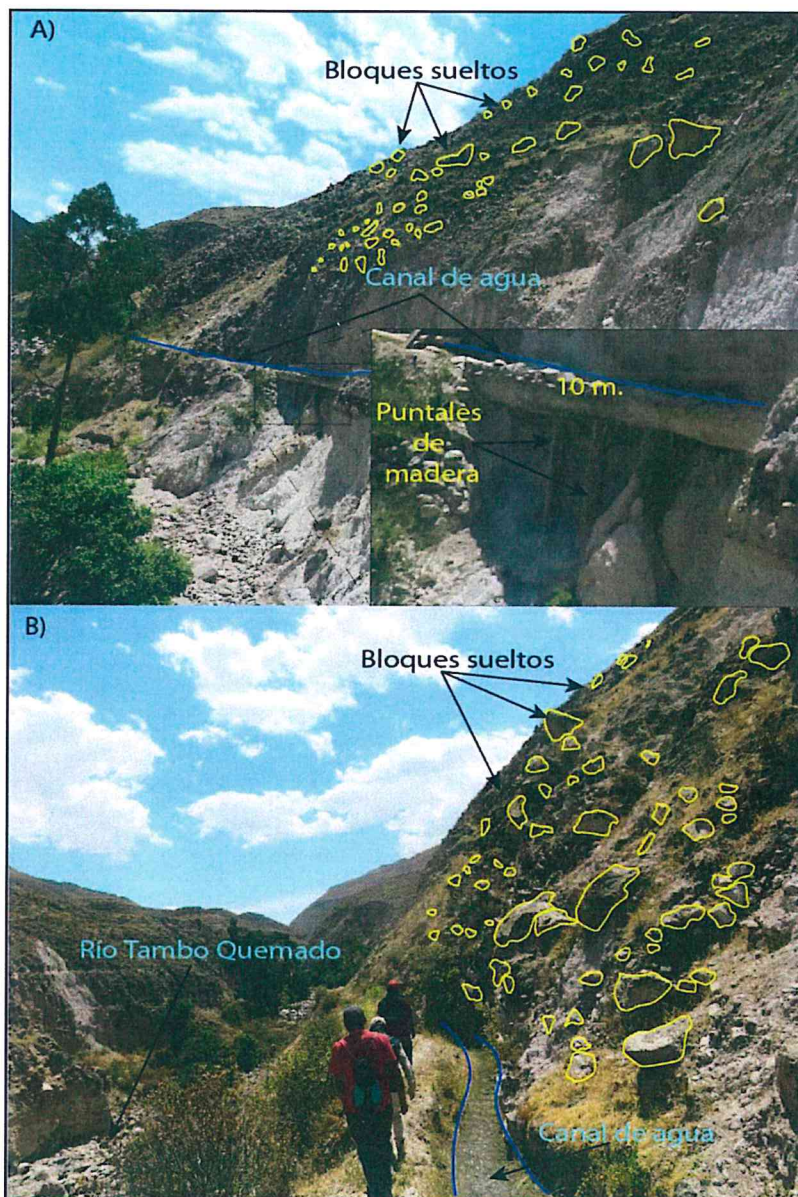 A)
Bloques sueltos
Canal de agua
10 m.
Puntales
de
madera
B)
Bloques sueltos
Río Tambo Quemado
Canal de agua